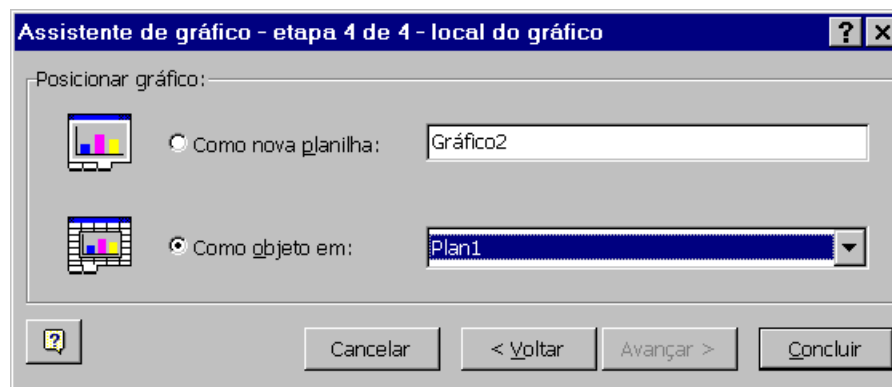 Assistente de gráfico - etapa 4 de 4 - local do gráfico
Posicionar gráfico:
Como nova planilha: Gráfico2
Como objeto em: Plan1
Cancelar < Voltar Avançar > Concluir